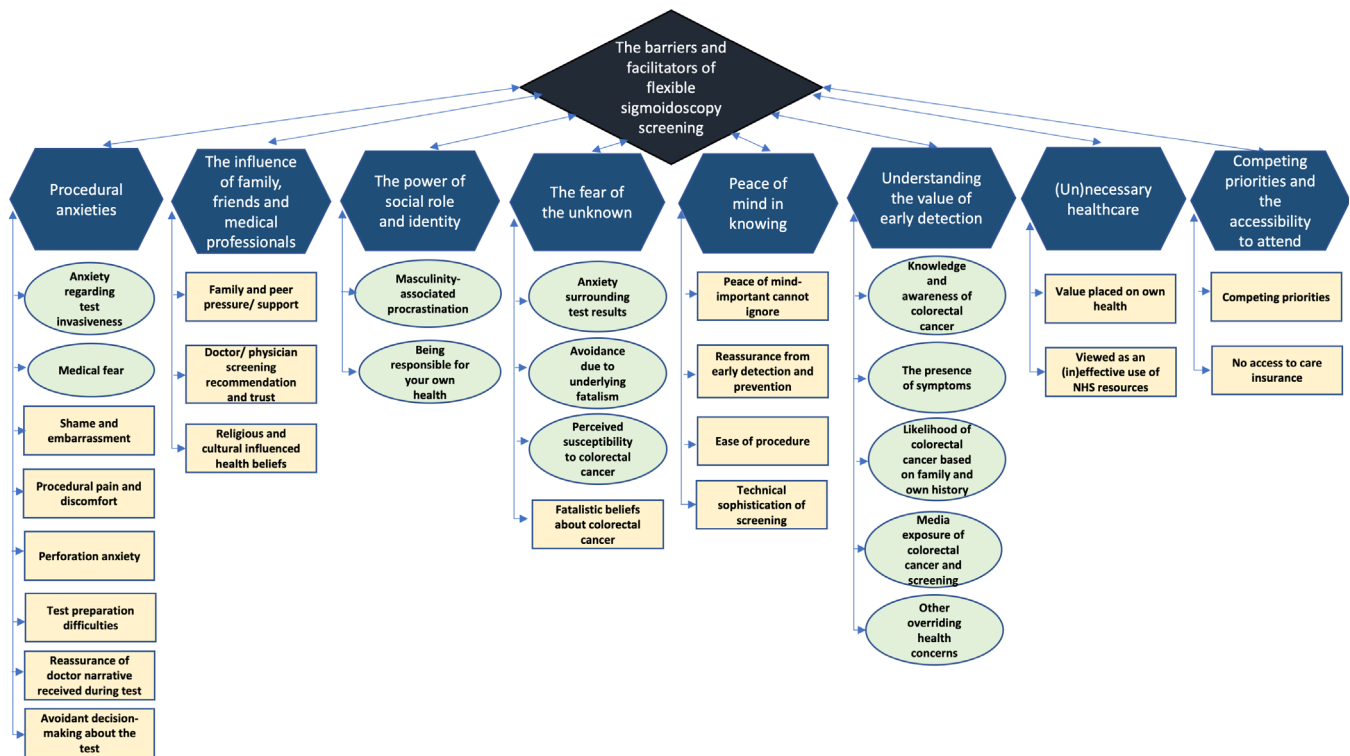 The barriers and
facilitators of
flexible
sigmoidoscopy
screening
Procedural
anxieties
The influence
of family,
friends and
medical
professionals
The power of
social role
and identity
The fear of
the unknown
Peace of
mind in
knowing
Understanding
the value of
early detection
(Un)necessary
healthcare
Competing
priorities and
the
accessibility
to attend
Anxiety
regarding
test
invasiveness
Medical fear
Shame and
embarrassment
Procedural pain and
discomfort
Perforation anxiety
Test preparation
difficulties
Reassurance of
doctor narrative
received during test
Avoidant decision-
making about the
test
Family and peer
pressure/ support
Doctor/ physician
screening
recommendation
and trust
Religious and
cultural influenced
health beliefs
Masculinity-
associated
procrastination
Being
responsible for
your own
health
Anxiety
surrounding
test results
Avoidance due to
underlying
fatalism
Perceived
susceptibility to
colorectal cancer
Fatalistic beliefs
about colorectal
cancer
Peace of mind-
important cannot
ignore
Reassurance from
early detection and
prevention
Ease of procedure
Technical
sophistication of
screening
Knowledge
and
awareness of
colorectal
cancer
The presence of
symptoms
Likelihood of
colorectal
cancer based
on family and
own history
Media
exposure of
colorectal
cancer and
screening
Other
overriding
health
concerns
Value placed on own
health
Viewed as an
(in)effective use of
NHS resources
Competing priorities
No access to care
insurance